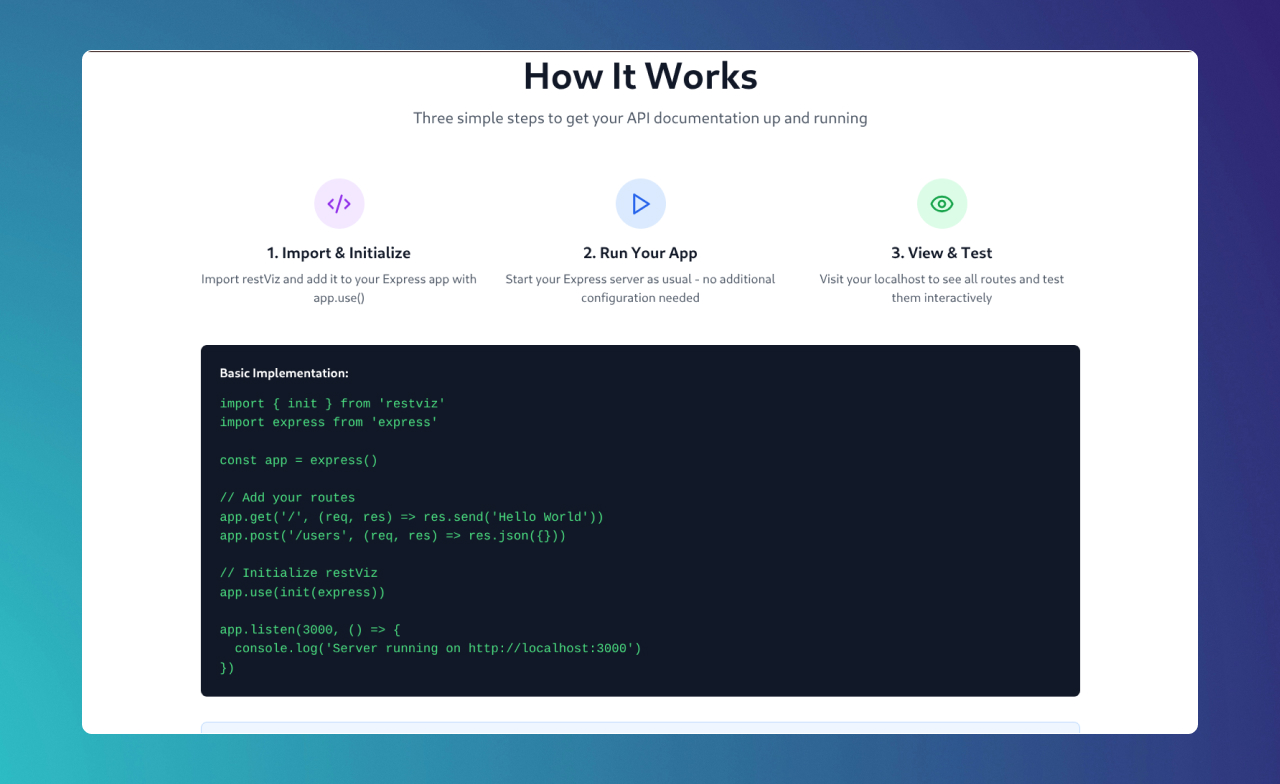 How It Works
Three simple steps to get your API documentation up and running
1. Import & Initialize
Import restViz and add it to your Express app with
app.use()
2. Run Your App
Start your Express server as usual - no additional
configuration needed
3. View & Test
Visit your localhost to see all routes and test
them interactively
Basic Implementation:
import { init } from 'restviz'
import express from 'express'

const app = express()

// Add your routes
app.get('/', (req, res) => res.send('Hello World'))
app.post('/users', (req, res) => res.json({}))

// Initialize restViz
app.use(init(express))

app.listen(3000, () => {
  console.log('Server running on http://localhost:3000')
})